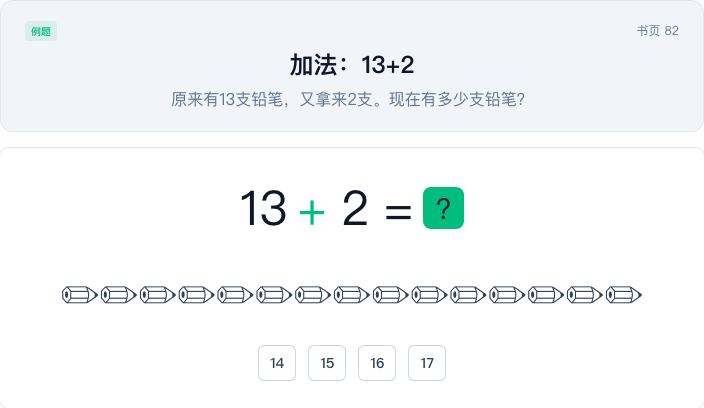 例题
书页 82
加法：13+2
原来有13支铅笔，又拿来2支。现在有多少支铅笔？
13 + 2 = ?
14 15 16 17